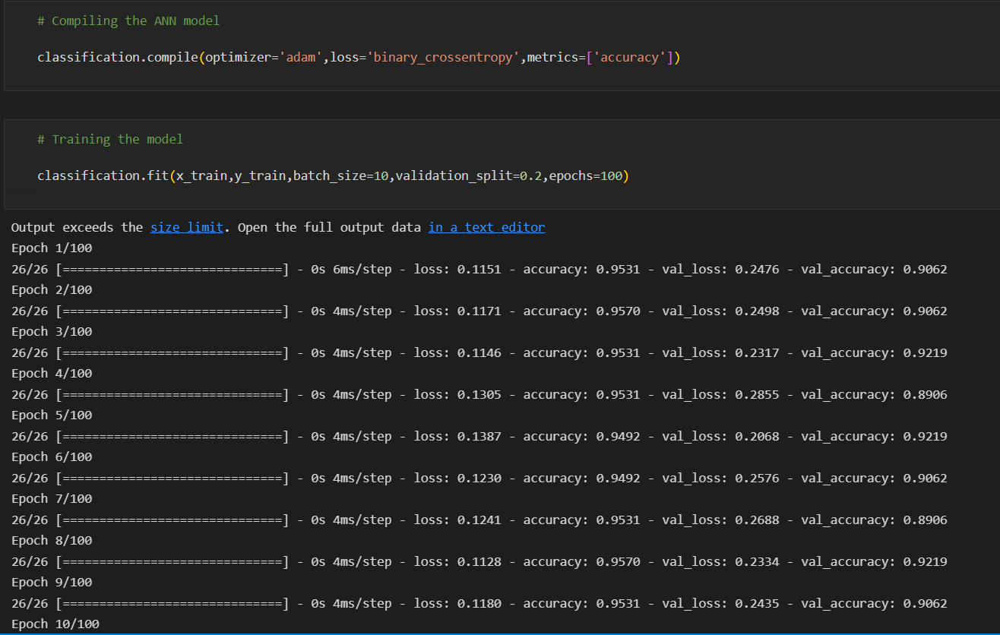 # Compiling the ANN model
classification.compile(optimizer='adam',loss='binary_crossentropy',metrics=['accuracy'])
# Training the model
classification.fit(x_train,y_train,batch_size=10,validation_split=0.2,epochs=100)
Output exceeds the size limit. Open the full output data in a text editor
Epoch 1/100
26/26 [==============================] - 0s 6ms/step - loss: 0.1151 - accuracy: 0.9531 - val_loss: 0.2476 - val_accuracy: 0.9062
Epoch 2/100
26/26 [==============================] - 0s 4ms/step - loss: 0.1171 - accuracy: 0.9570 - val_loss: 0.2498 - val_accuracy: 0.9062
Epoch 3/100
26/26 [==============================] - 0s 4ms/step - loss: 0.1146 - accuracy: 0.9531 - val_loss: 0.2317 - val_accuracy: 0.9219
Epoch 4/100
26/26 [==============================] - 0s 4ms/step - loss: 0.1305 - accuracy: 0.9531 - val_loss: 0.2855 - val_accuracy: 0.8906
Epoch 5/100
26/26 [==============================] - 0s 4ms/step - loss: 0.1387 - accuracy: 0.9492 - val_loss: 0.2068 - val_accuracy: 0.9219
Epoch 6/100
26/26 [==============================] - 0s 4ms/step - loss: 0.1230 - accuracy: 0.9492 - val_loss: 0.2576 - val_accuracy: 0.9062
Epoch 7/100
26/26 [==============================] - 0s 4ms/step - loss: 0.1241 - accuracy: 0.9531 - val_loss: 0.2688 - val_accuracy: 0.8906
Epoch 8/100
26/26 [==============================] - 0s 4ms/step - loss: 0.1128 - accuracy: 0.9570 - val_loss: 0.2334 - val_accuracy: 0.9219
Epoch 9/100
26/26 [==============================] - 0s 4ms/step - loss: 0.1180 - accuracy: 0.9531 - val_loss: 0.2435 - val_accuracy: 0.9062
Epoch 10/100